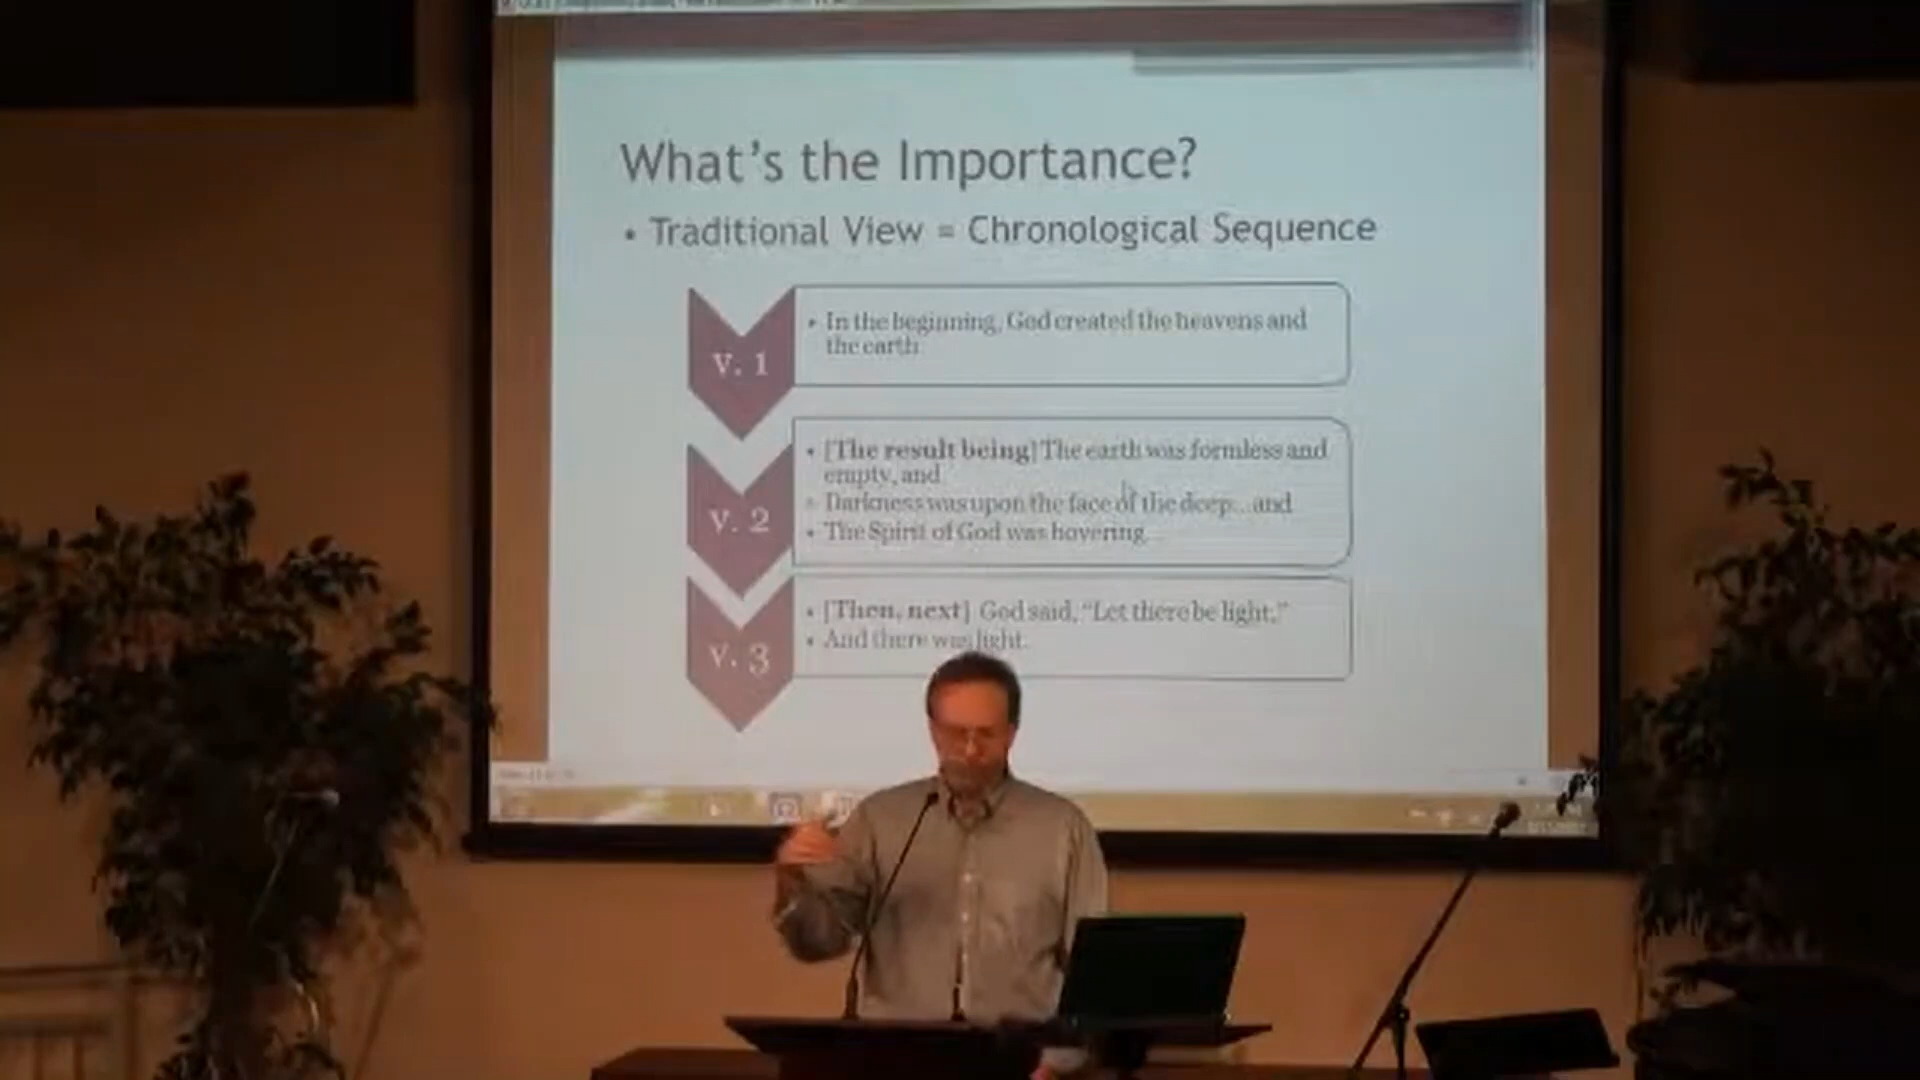 What's the Importance?
• Traditional View = Chronological Sequence
v. 1
• In the beginning, God created the heavens and
the earth
v. 2
• [The result being] The earth was formless and
empty, and
• Darkness was upon the face of the deep...and
• The Spirit of God was hovering...
v. 3
• [Then, next] God said, “Let there be light,”
• And there was light.